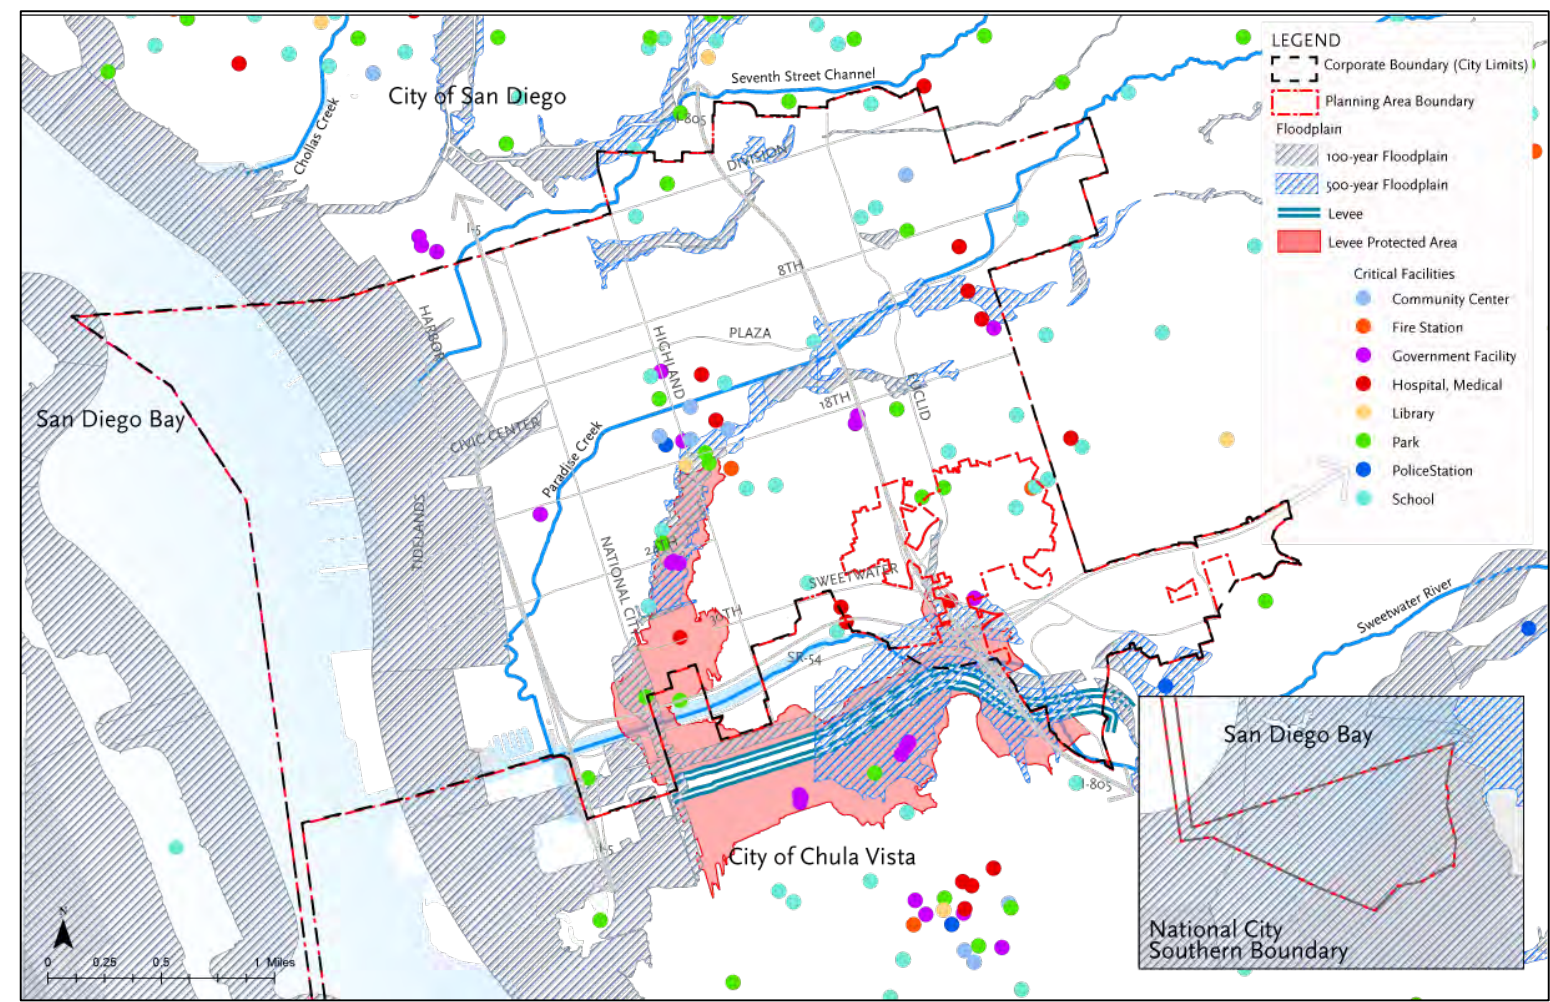 City of San Diego
Seventh Street Channel
Chollas Creek
I-805
DIVISION
I-5
8TH
HARBOR
HIGHLAND
PLAZA
EUCLID
18TH
San Diego Bay
CIVIC CENTER
Paradise Creek
TIDELANDS
24TH
NATIONAL CITY
SWEETWATER
30TH
SR-54
Sweetwater River
I-805
I-5
City of Chula Vista
N
0 0.25 0.5 1 Miles
LEGEND
Corporate Boundary (City Limits)
Planning Area Boundary
Floodplain
100-year Floodplain
500-year Floodplain
Levee
Levee Protected Area
Critical Facilities
Community Center
Fire Station
Government Facility
Hospital, Medical
Library
Park
PoliceStation
School
San Diego Bay
National City
Southern Boundary